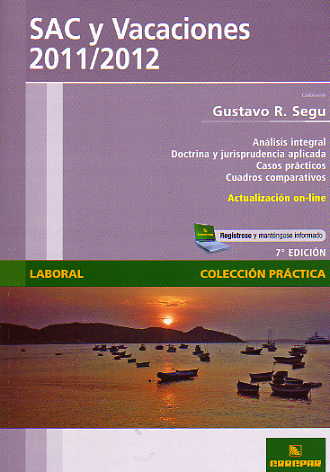 SAC y Vacaciones
2011/2012
Gustavo R. Segu
Análisis integral
Doctrina y jurisprudencia aplicada
Casos prácticos
Cuadros comparativos
Actualización on-line
Regístrese y manténgase informado
7° EDICIÓN
LABORAL COLECCIÓN PRÁCTICA
ERREPAR